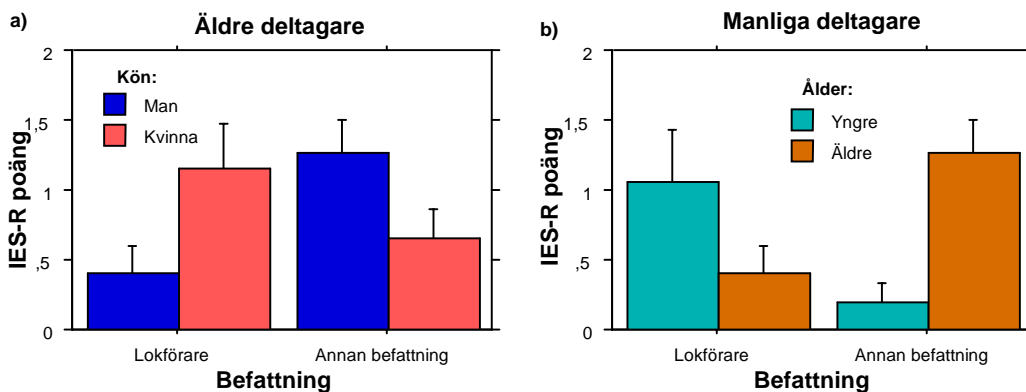 a)
Äldre deltagare
2
1,5
1
,5
0
IES-R poäng
Kön:
Man
Kvinna
Lokförare
Annan befattning
Befattning
b)
Manliga deltagare
2
1,5
1
,5
0
IES-R poäng
Ålder:
Yngre
Äldre
Lokförare
Annan befattning
Befattning